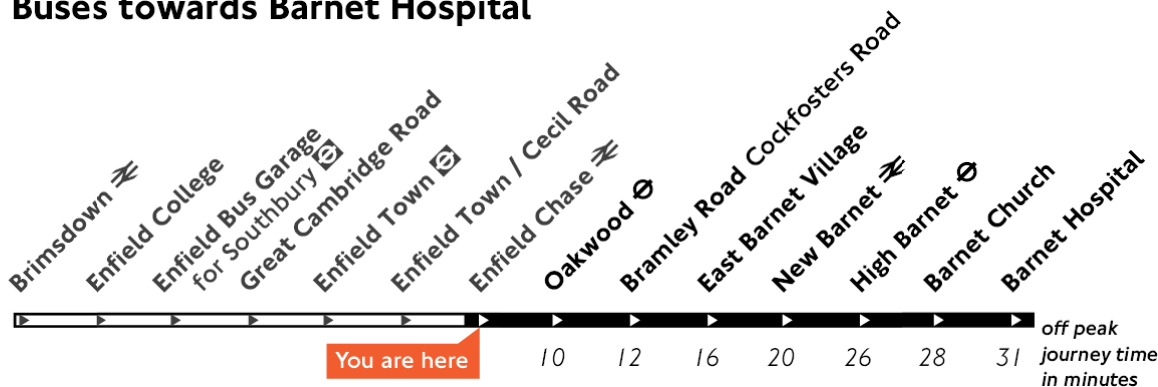 Buses towards Barnet Hospital
Brimsdown
Enfield College
Enfield Bus Garage
for Southbury
Great Cambridge Road
Enfield Town
Enfield Town / Cecil Road
Enfield Chase
Oakwood
Bramley Road Cockfosters Road
East Barnet Village
New Barnet
High Barnet
Barnet Church
Barnet Hospital
You are here
10 12 16 20 26 28 31
off peak
journey time
in minutes